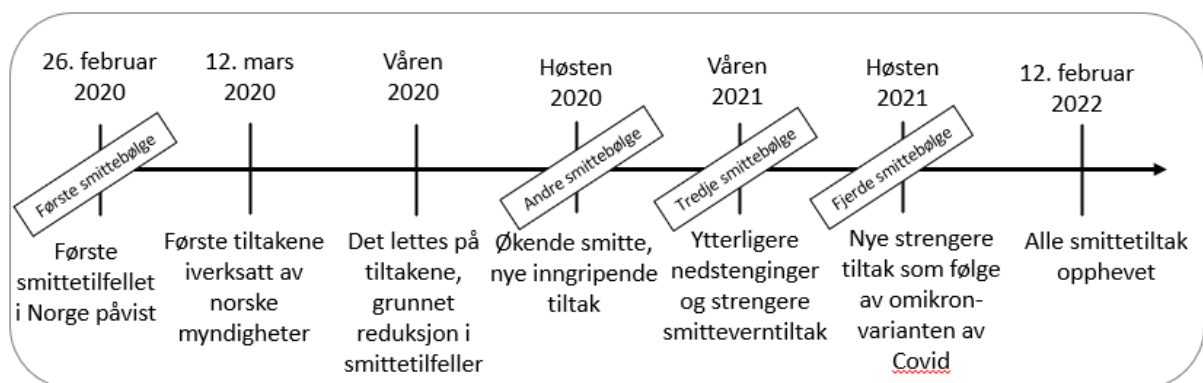 26. februar
2020
12. mars
2020
Våren
2020
Høsten
2020
Våren
2021
Høsten
2021
12. februar
2022
Første smittebølge
Andre smittebølge
Tredje smittebølge
Fjerde smittebølge
Første
smittetilfellet
i Norge påvist
Første tiltakene
iverksatt av
norske
myndigheter
Det lettes på
tiltakene,
grunnet
reduksjon i
smittetilfeller
Økende smitte,
nye inngripende
tiltak
Ytterligere
nedstenginger
og strengere
smitteverntiltak
Nye strengere
tiltak som følge
av omikron-
varianten av
Covid
Alle smittetiltak
opphevet